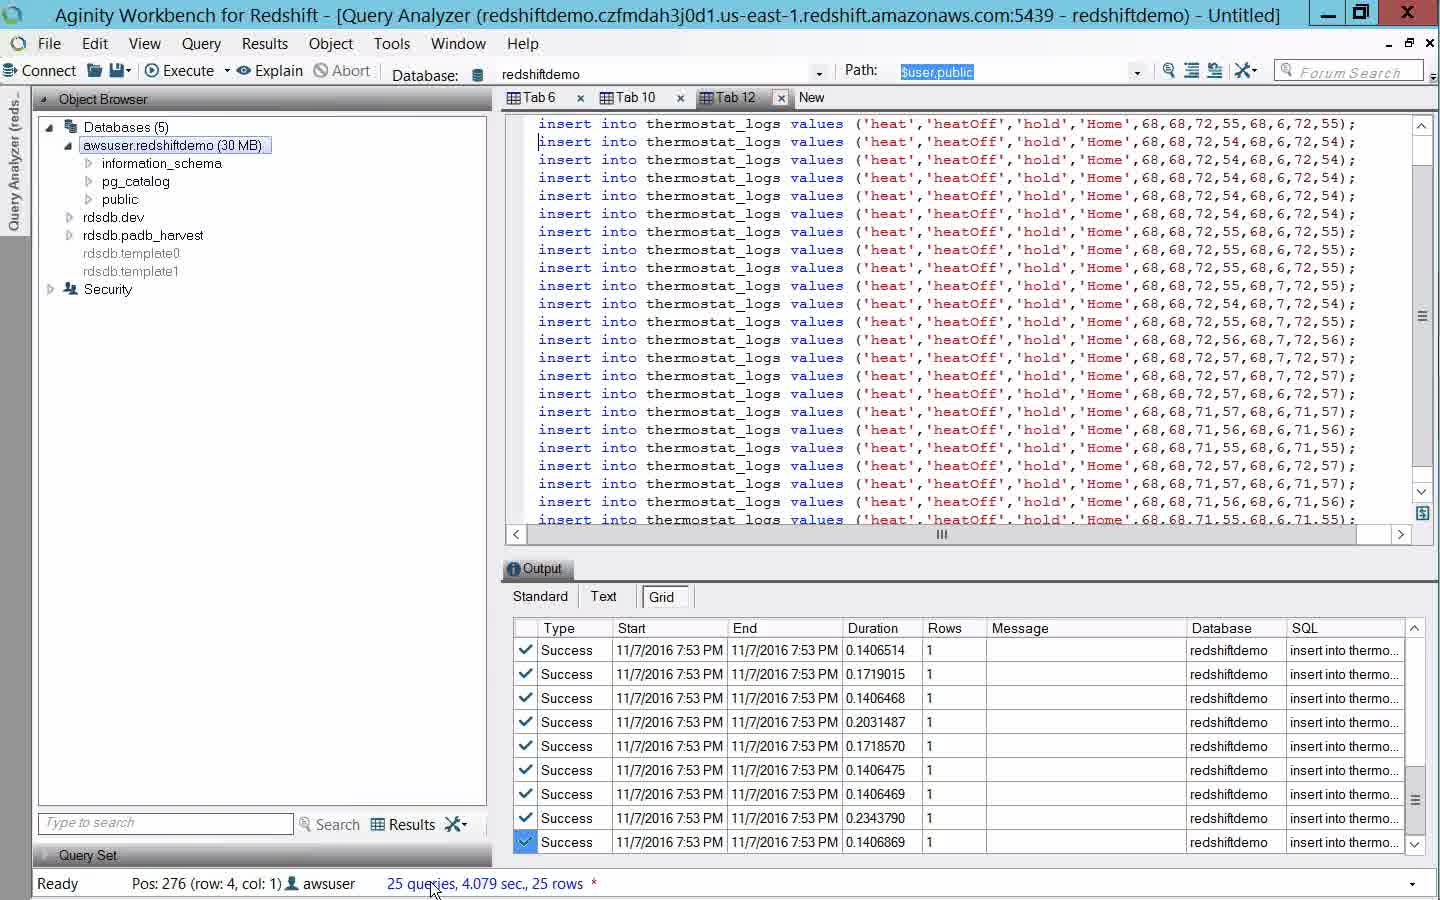 Aginity Workbench for Redshift - [Query Analyzer (redshiftdemo.czfmdah3j0d1.us-east-1.redshift.amazonaws.com:5439 - redshiftdemo) - Untitled]
File Edit View Query Results Object Tools Window Help
Connect Execute Explain Abort Database: redshiftdemo Path: $user,public Forum Search
Query Analyzer (reds...
Object Browser
Databases (5)
awsuser.redshiftdemo (30 MB)
information_schema
pg_catalog
public
rdsdb.dev
rdsdb.padb_harvest
rdsdb.template0
rdsdb.template1
Security
Type to search Search Results
Query Set
Tab 6 Tab 10 Tab 12 New
insert into thermostat_logs values ('heat','heatOff','hold','Home',68,68,72,55,68,6,72,55);
insert into thermostat_logs values ('heat','heatOff','hold','Home',68,68,72,54,68,6,72,54);
insert into thermostat_logs values ('heat','heatOff','hold','Home',68,68,72,54,68,6,72,54);
insert into thermostat_logs values ('heat','heatOff','hold','Home',68,68,72,54,68,6,72,54);
insert into thermostat_logs values ('heat','heatOff','hold','Home',68,68,72,54,68,6,72,54);
insert into thermostat_logs values ('heat','heatOff','hold','Home',68,68,72,54,68,6,72,54);
insert into thermostat_logs values ('heat','heatOff','hold','Home',68,68,72,55,68,6,72,55);
insert into thermostat_logs values ('heat','heatOff','hold','Home',68,68,72,55,68,6,72,55);
insert into thermostat_logs values ('heat','heatOff','hold','Home',68,68,72,55,68,6,72,55);
insert into thermostat_logs values ('heat','heatOff','hold','Home',68,68,72,55,68,7,72,55);
insert into thermostat_logs values ('heat','heatOff','hold','Home',68,68,72,54,68,7,72,54);
insert into thermostat_logs values ('heat','heatOff','hold','Home',68,68,72,55,68,7,72,55);
insert into thermostat_logs values ('heat','heatOff','hold','Home',68,68,72,56,68,7,72,56);
insert into thermostat_logs values ('heat','heatOff','hold','Home',68,68,72,57,68,7,72,57);
insert into thermostat_logs values ('heat','heatOff','hold','Home',68,68,72,57,68,7,72,57);
insert into thermostat_logs values ('heat','heatOff','hold','Home',68,68,72,57,68,6,72,57);
insert into thermostat_logs values ('heat','heatOff','hold','Home',68,68,71,57,68,6,71,57);
insert into thermostat_logs values ('heat','heatOff','hold','Home',68,68,71,56,68,6,71,56);
insert into thermostat_logs values ('heat','heatOff','hold','Home',68,68,71,55,68,6,71,55);
insert into thermostat_logs values ('heat','heatOff','hold','Home',68,68,72,57,68,6,72,57);
insert into thermostat_logs values ('heat','heatOff','hold','Home',68,68,71,57,68,6,71,57);
insert into thermostat_logs values ('heat','heatOff','hold','Home',68,68,71,56,68,6,71,56);
insert into thermostat_logs values ('heat','heatOff','hold','Home',68,68,71,55,68,6,71,55);
Output
Standard Text Grid
Type Start End Duration Rows Message Database SQL
Success 11/7/2016 7:53 PM 11/7/2016 7:53 PM 0.1406514 1 redshiftdemo insert into thermo...
Success 11/7/2016 7:53 PM 11/7/2016 7:53 PM 0.1719015 1 redshiftdemo insert into thermo...
Success 11/7/2016 7:53 PM 11/7/2016 7:53 PM 0.1406468 1 redshiftdemo insert into thermo...
Success 11/7/2016 7:53 PM 11/7/2016 7:53 PM 0.2031487 1 redshiftdemo insert into thermo...
Success 11/7/2016 7:53 PM 11/7/2016 7:53 PM 0.1718570 1 redshiftdemo insert into thermo...
Success 11/7/2016 7:53 PM 11/7/2016 7:53 PM 0.1406475 1 redshiftdemo insert into thermo...
Success 11/7/2016 7:53 PM 11/7/2016 7:53 PM 0.1406469 1 redshiftdemo insert into thermo...
Success 11/7/2016 7:53 PM 11/7/2016 7:53 PM 0.2343790 1 redshiftdemo insert into thermo...
Success 11/7/2016 7:53 PM 11/7/2016 7:53 PM 0.1406869 1 redshiftdemo insert into thermo...
Ready Pos: 276 (row: 4, col: 1) awsuser 25 queries, 4.079 sec., 25 rows *